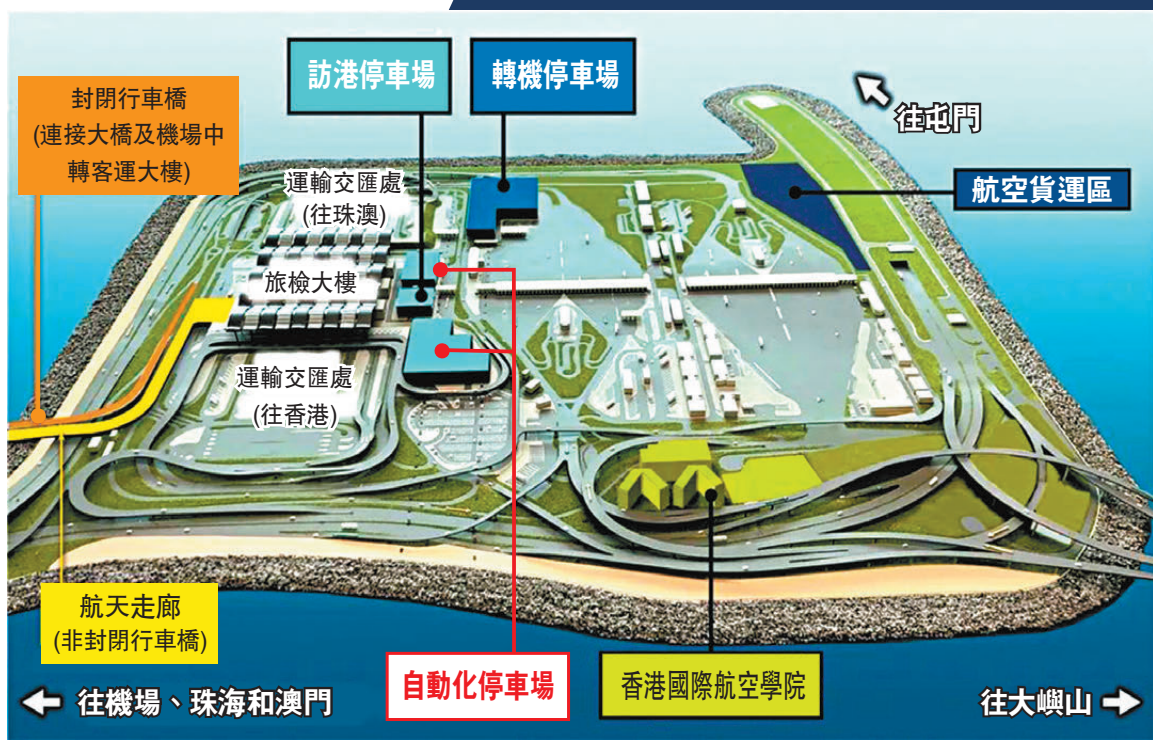 訪港停車場
轉機停車場
封閉行車橋
(連接大橋及機場中
轉客運大樓)
往屯門
航空貨運區
運輸交匯處
(往珠澳)
旅檢大樓
運輸交匯處
(往香港)
航天走廊
(非封閉行車橋)
自動化停車場
香港國際航空學院
往機場、珠海和澳門
往大嶼山